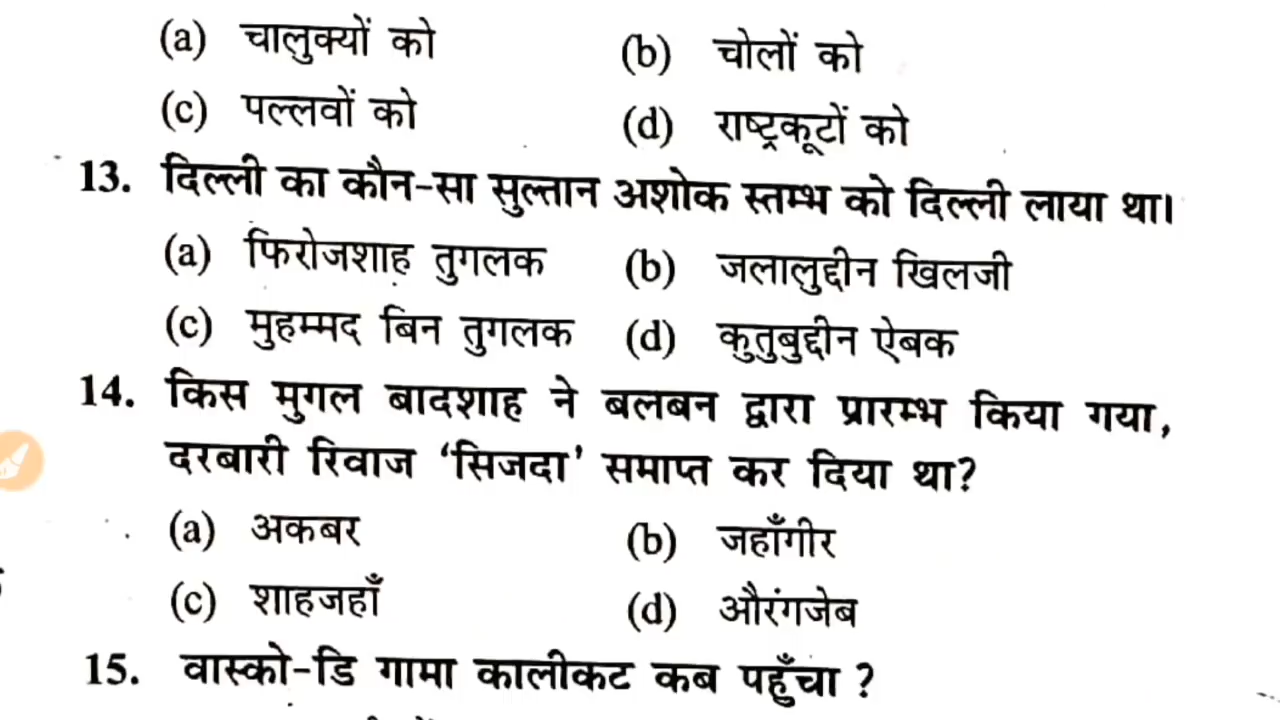 (a) चालुक्यों को (b) चोलों को
(c) पल्लवों को (d) राष्ट्रकूटों को
13. दिल्ली का कौन-सा सुल्तान अशोक स्तम्भ को दिल्ली लाया था।
(a) फिरोजशाह तुगलक (b) जलालुद्दीन खिलजी
(c) मुहम्मद बिन तुगलक (d) कुतुबुद्दीन ऐबक
14. किस मुगल बादशाह ने बलबन द्वारा प्रारम्भ किया गया,
दरबारी रिवाज ‘सिजदा’ समाप्त कर दिया था?
(a) अकबर (b) जहाँगीर
(c) शाहजहाँ (d) औरंगजेब
15. वास्को-डि गामा कालीकट कब पहुँचा ?